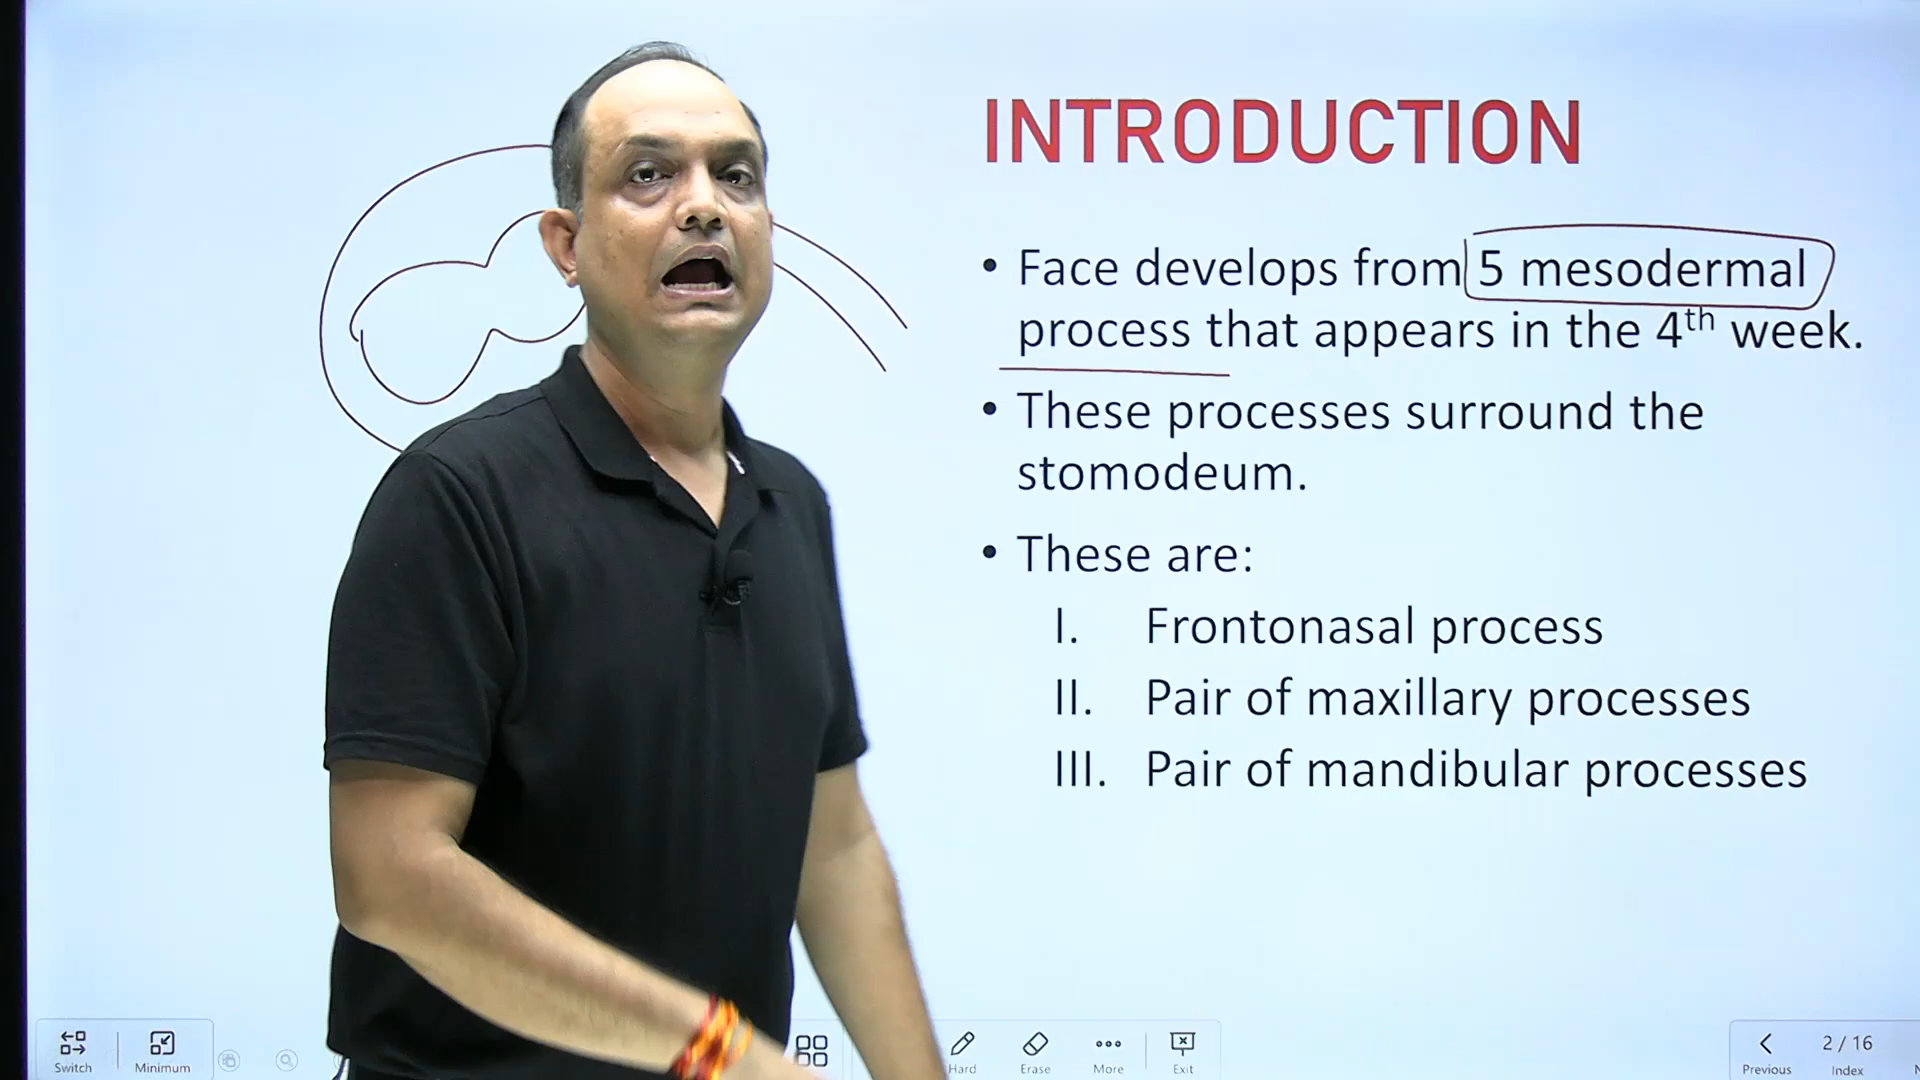 INTRODUCTION
• Face develops from 5 mesodermal
process that appears in the 4th week.
• These processes surround the
stomodeum.
• These are:
I. Frontonasal process
II. Pair of maxillary processes
III. Pair of mandibular processes
Switch
Minimum
Hard
Erase
More
Exit
Previous
2 / 16
Index